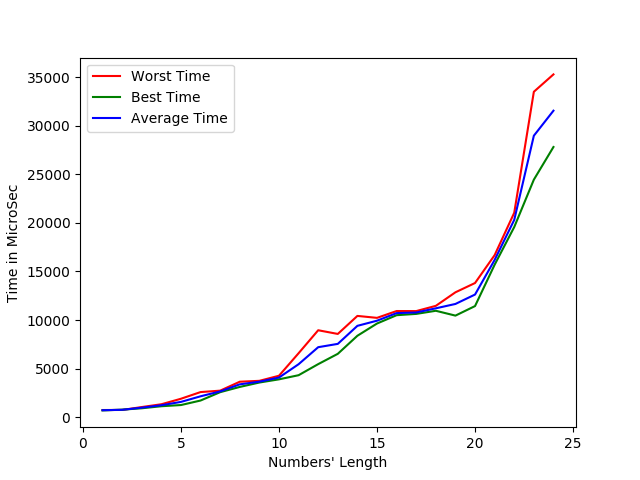 Worst Time
Best Time
Average Time
35000
30000
25000
20000
15000
10000
5000
0
Time in MicroSec
0 5 10 15 20 25
Numbers' Length